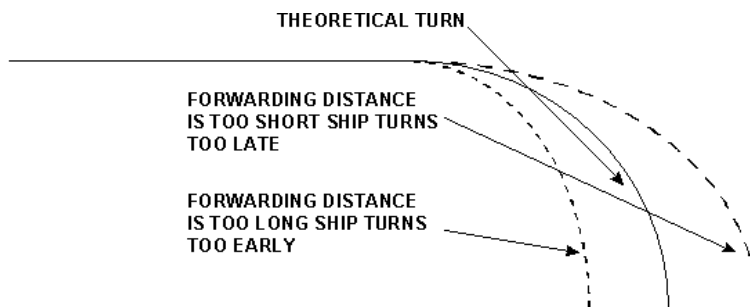 THEORETICAL TURN
FORWARDING DISTANCE
IS TOO SHORT SHIP TURNS
TOO LATE
FORWARDING DISTANCE
IS TOO LONG SHIP TURNS
TOO EARLY